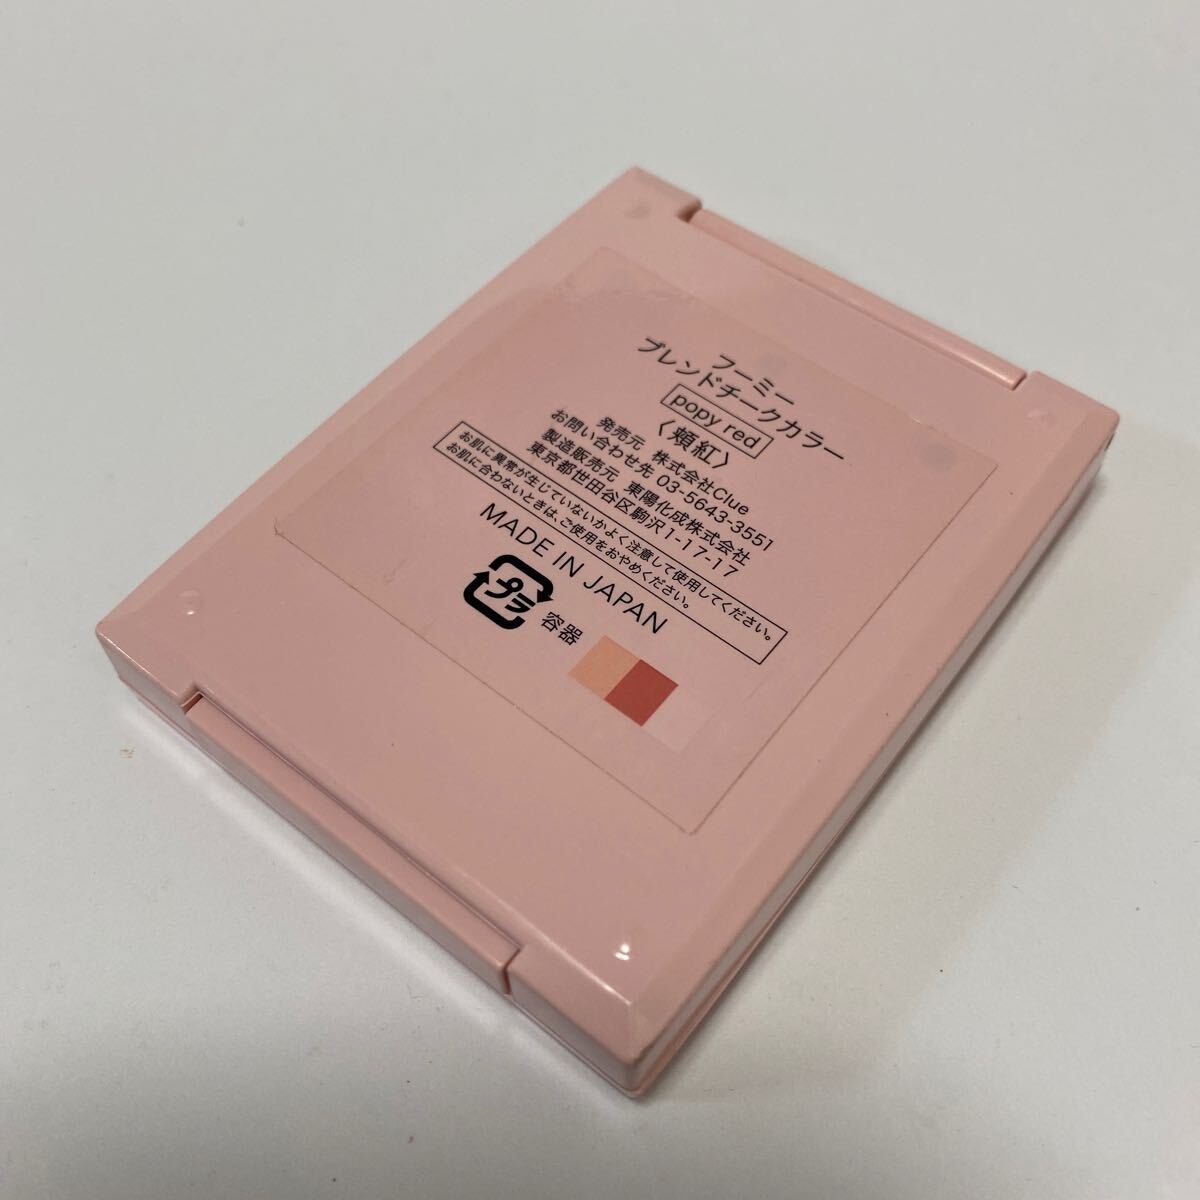 フーミー
ブレンドチークカラー
popy red
〈頬紅〉
発売元 株式会社Clue
お問い合わせ先 03-5643-3551
製造販売元 東陽化成株式会社
東京都世田谷区駒沢1-17-17
お肌に異常が生じていないかよく注意して使用してください。
お肌に合わないときは、ご使用をおやめください。
MADE IN JAPAN
プラ 容器